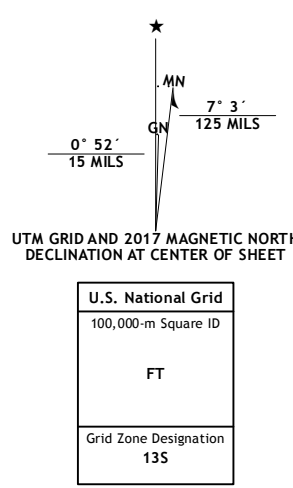 ★
MN
GN
7° 3´
125 MILS
0° 52´
15 MILS
UTM GRID AND 2017 MAGNETIC NORTH
DECLINATION AT CENTER OF SHEET
U.S. National Grid
100,000-m Square ID
FT
Grid Zone Designation
13S